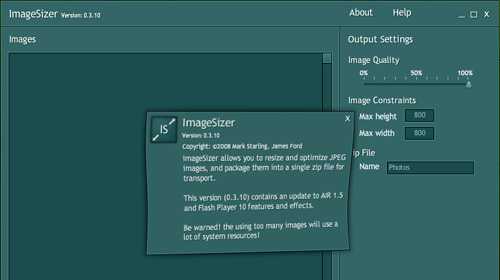 ImageSizer Version: 0.3.10
About Help
Images
Output Settings
Image Quality
0% 50% 100%
Image Constraints
Max height 800
Max width 800
Zip File
Name Photos
IS
ImageSizer
X
Version: 0.3.10
Copyright: ©2008 Mark Starling, James Ford
ImageSizer allows you to resize and optimize JPEG
images, and package them into a single zip file for
transport.
This version (0.3.10) contains an update to AIR 1.5
and Flash Player 10 features and effects.
Be warned! the using too many images will use a
lot of system resources!